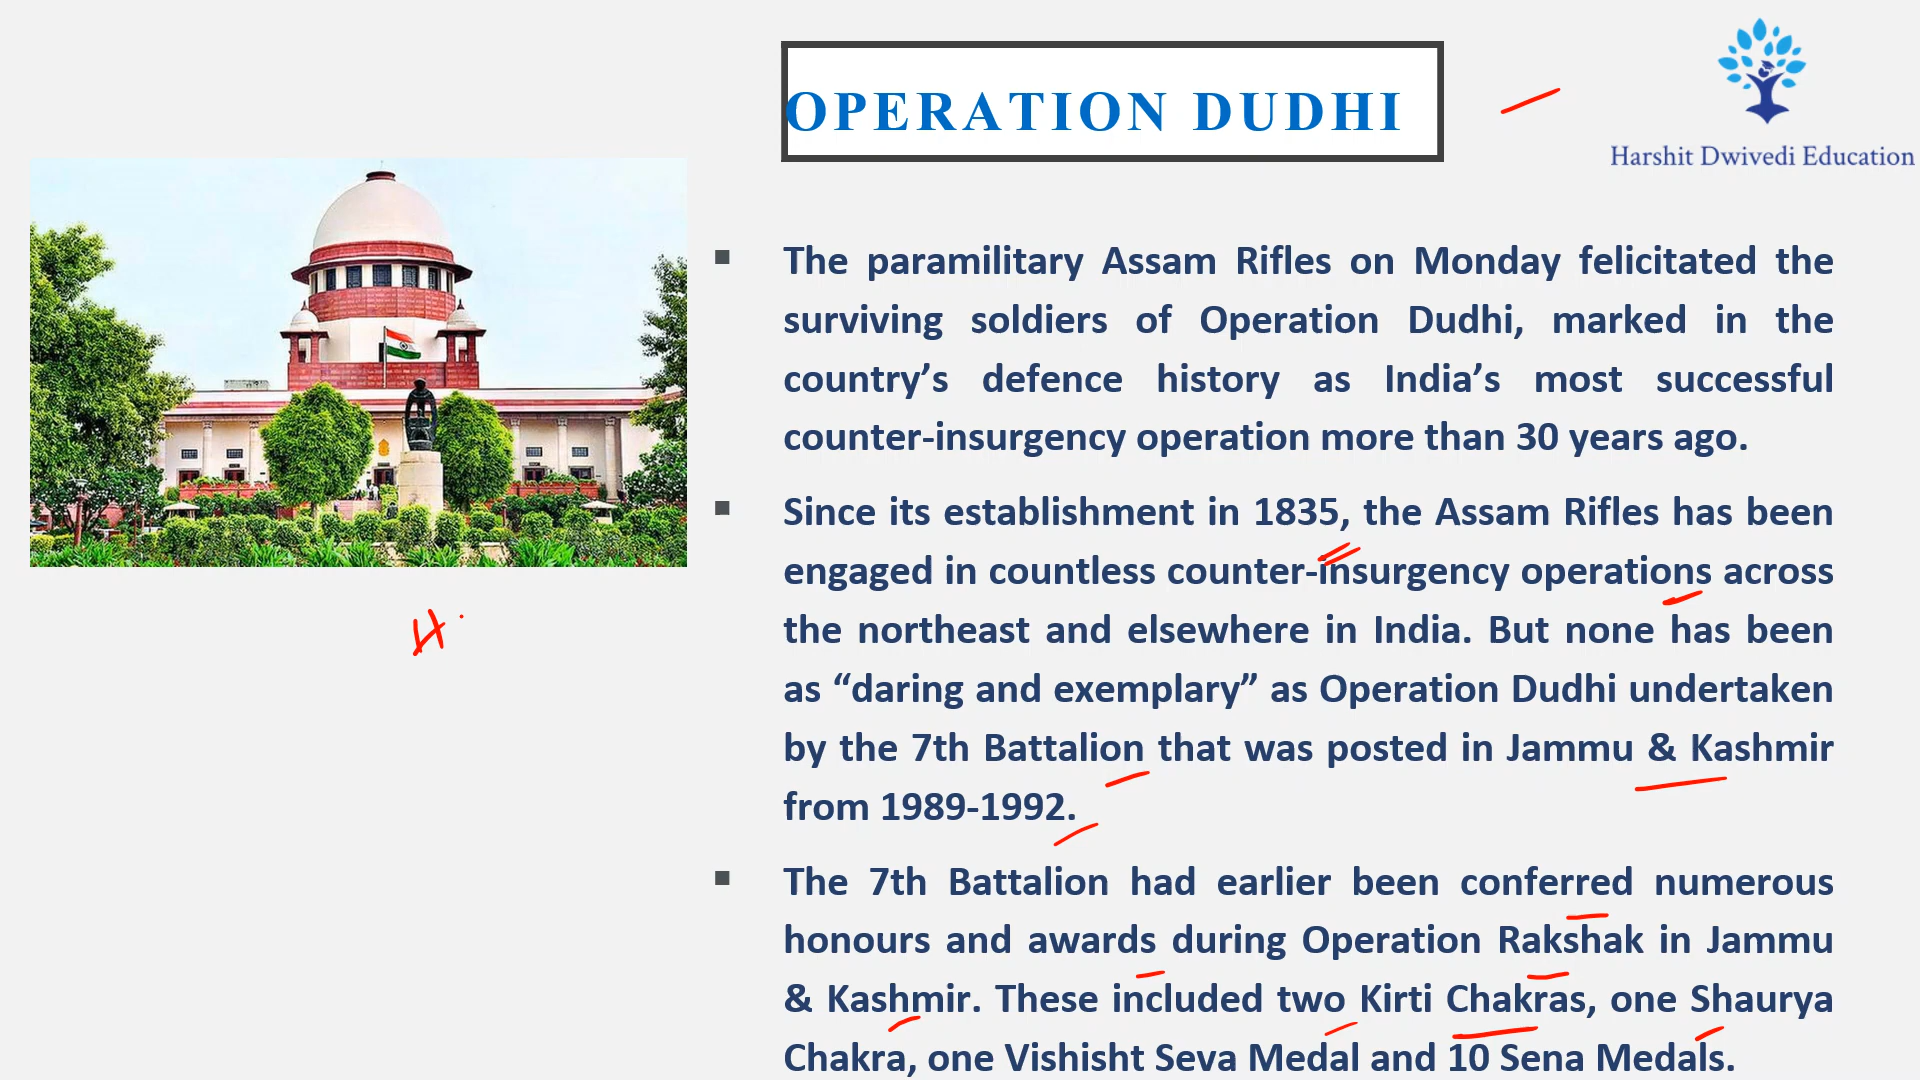 OPERATION DUDHI
Harshit Dwivedi Education
▪ The paramilitary Assam Rifles on Monday felicitated the
surviving soldiers of Operation Dudhi, marked in the
country’s defence history as India’s most successful
counter-insurgency operation more than 30 years ago.
▪ Since its establishment in 1835, the Assam Rifles has been
engaged in countless counter-insurgency operations across
the northeast and elsewhere in India. But none has been
as “daring and exemplary” as Operation Dudhi undertaken
by the 7th Battalion that was posted in Jammu & Kashmir
from 1989-1992.
▪ The 7th Battalion had earlier been conferred numerous
honours and awards during Operation Rakshak in Jammu
& Kashmir. These included two Kirti Chakras, one Shaurya
Chakra, one Vishisht Seva Medal and 10 Sena Medals.